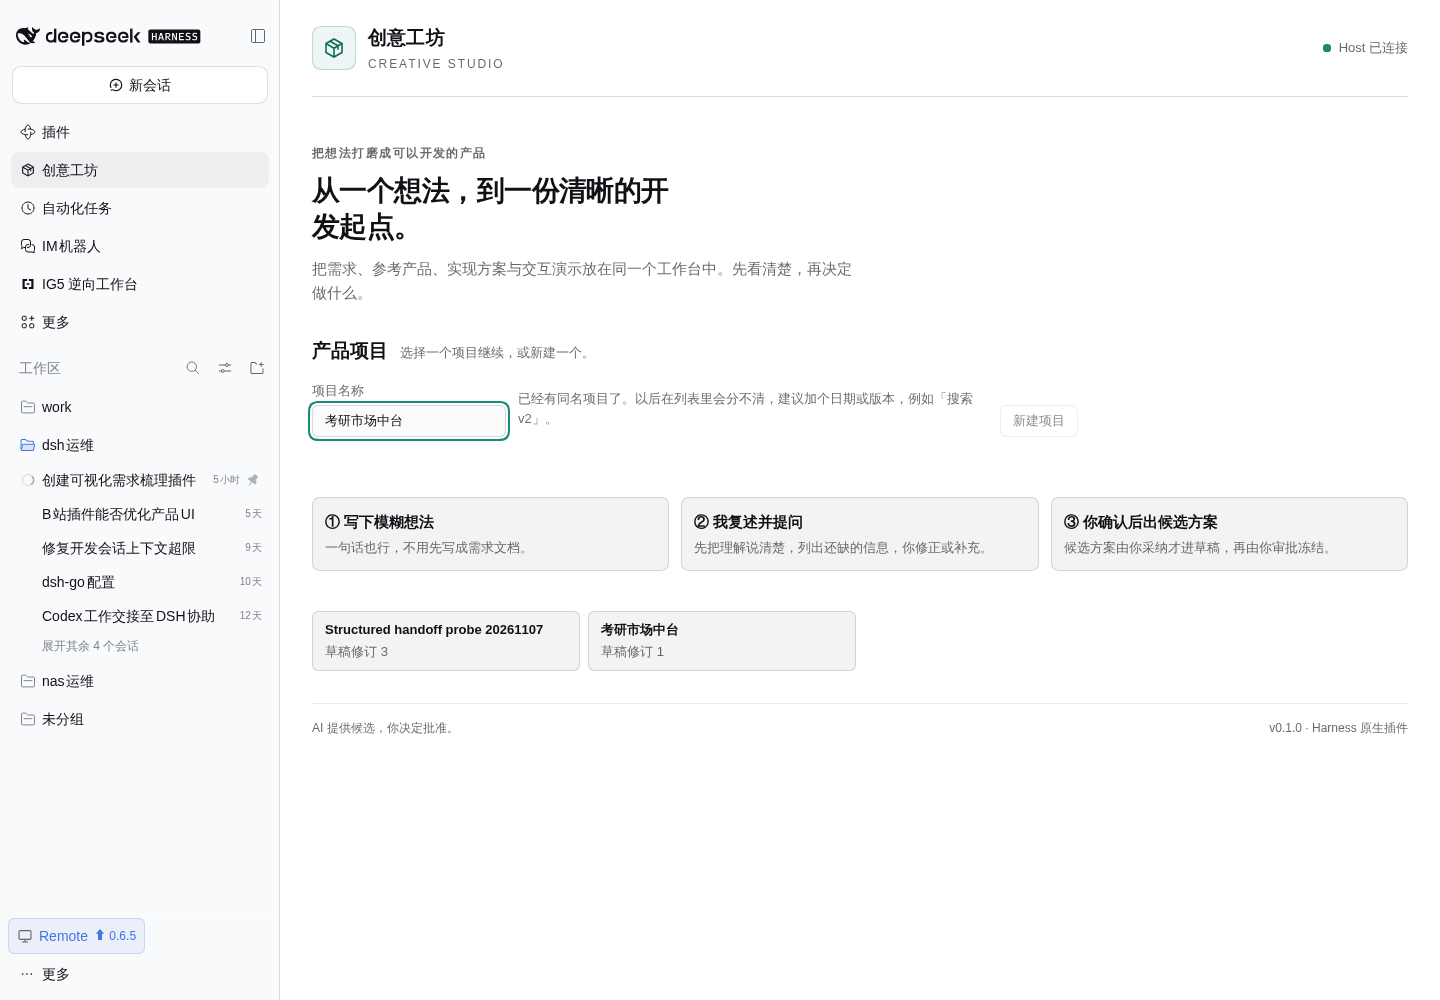 deepseek HARNESS
新会话
插件
创意工坊
自动化任务
IM机器人
IG5 逆向工作台
更多
工作区
work
dsh运维
创建可视化需求梳理插件 5小时
B站插件能否优化产品UI 5天
修复开发会话上下文超限 9天
dsh-go配置 10天
Codex工作交接至DSH协助 12天
展开其余 4 个会话
nas运维
未分组
Remote 0.6.5
更多
创意工坊
CREATIVE STUDIO
Host 已连接
把想法打磨成可以开发的产品
从一个想法，到一份清晰的开
发起点。
把需求、参考产品、实现方案与交互演示放在同一个工作台中。先看清楚，再决定
做什么。
产品项目 选择一个项目继续，或新建一个。
项目名称
考研市场中台
已经有同名项目了。以后在列表里会分不清，建议加个日期或版本，例如「搜索
v2」。
新建项目
① 写下模糊想法
一句话也行，不用先写成需求文档。
② 我复述并提问
先把理解说清楚，列出还缺的信息，你修正或补充。
③ 你确认后出候选方案
候选方案由你采纳才进草稿，再由你审批冻结。
Structured handoff probe 20261107
草稿修订 3
考研市场中台
草稿修订 1
AI 提供候选，你决定批准。
v0.1.0 · Harness 原生插件